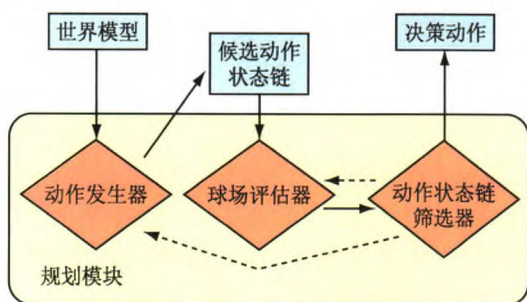 世界模型
候选动作
状态链
决策动作
动作发生器
球场评估器
动作状态链
筛选器
规划模块